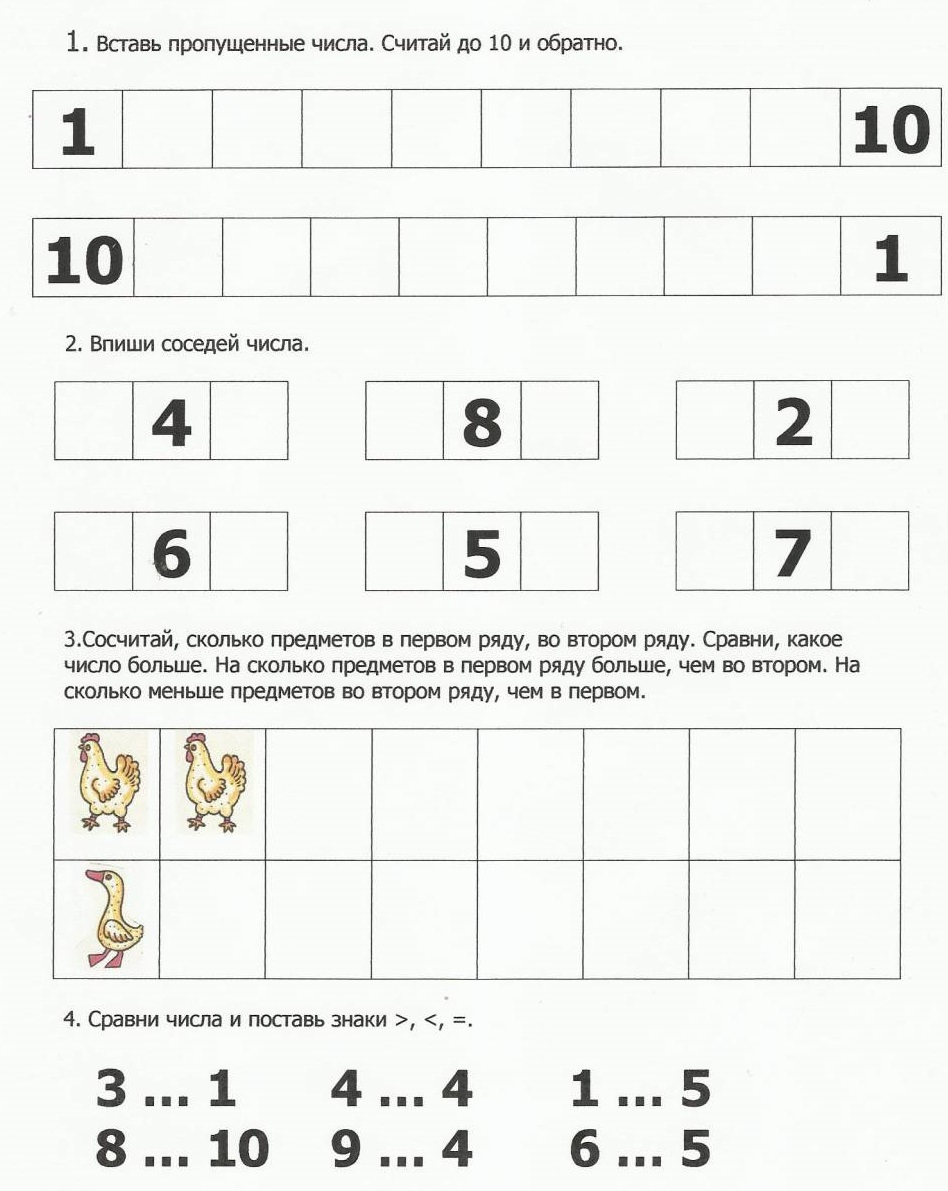 1. Вставь пропущенные числа. Считай до 10 и обратно.
1 10
10 1
2. Впиши соседей числа.
4 8 2
6 5 7
3.Сосчитай, сколько предметов в первом ряду, во втором ряду. Сравни, какое
число больше. На сколько предметов в первом ряду больше, чем во втором. На
сколько меньше предметов во втором ряду, чем в первом.
4. Сравни числа и поставь знаки >, <, =.
3 ... 1 4 ... 4 1 ... 5
8 ... 10 9 ... 4 6 ... 5